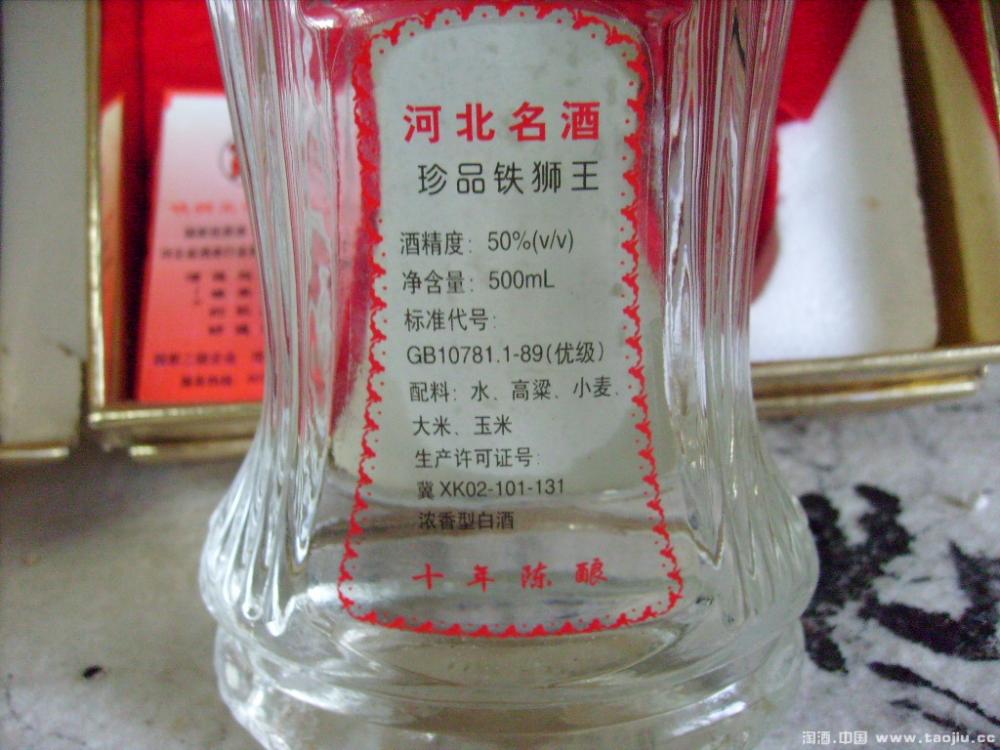 河北名酒
珍品铁狮王
酒精度：50%(v/v)
净含量：500mL
标准代号：
GB10781.1-89(优级)
配料：水、高粱、小麦、
大米、玉米
生产许可证号：
冀XK02-101-131
浓香型白酒
十年陈酿
淘酒.中国 www.taojiu.cc